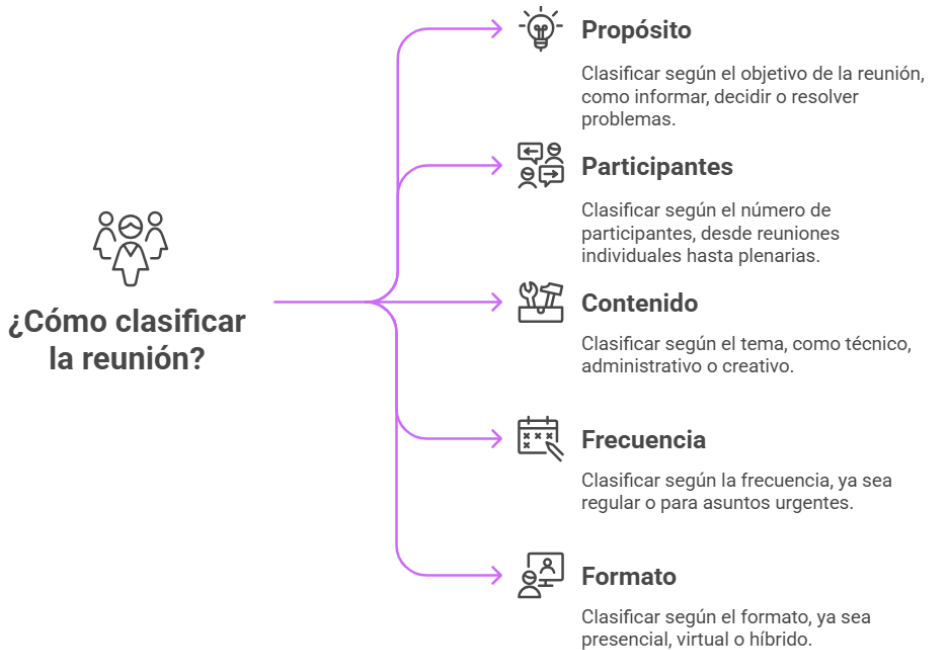 ¿Cómo clasificar
la reunión?
Propósito
Clasificar según el objetivo de la reunión,
como informar, decidir o resolver
problemas.
Participantes
Clasificar según el número de
participantes, desde reuniones
individuales hasta plenarias.
Contenido
Clasificar según el tema, como técnico,
administrativo o creativo.
Frecuencia
Clasificar según la frecuencia, ya sea
regular o para asuntos urgentes.
Formato
Clasificar según el formato, ya sea
presencial, virtual o híbrido.